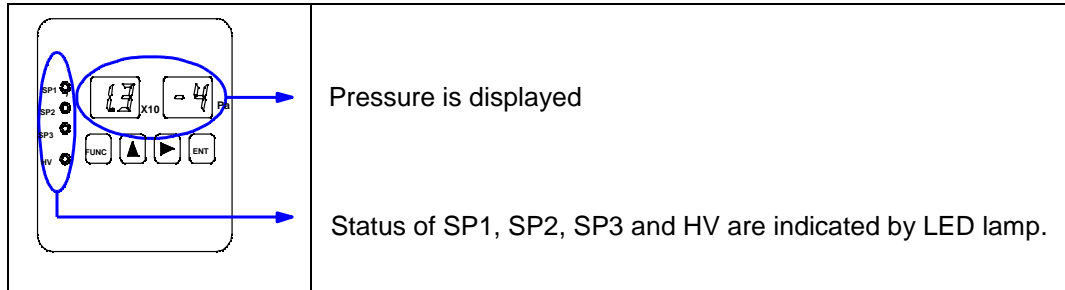 SP1
1.3 X10 -4 Pa
SP2
SP3
HV
FUNC ENT
Pressure is displayed
Status of SP1, SP2, SP3 and HV are indicated by LED lamp.